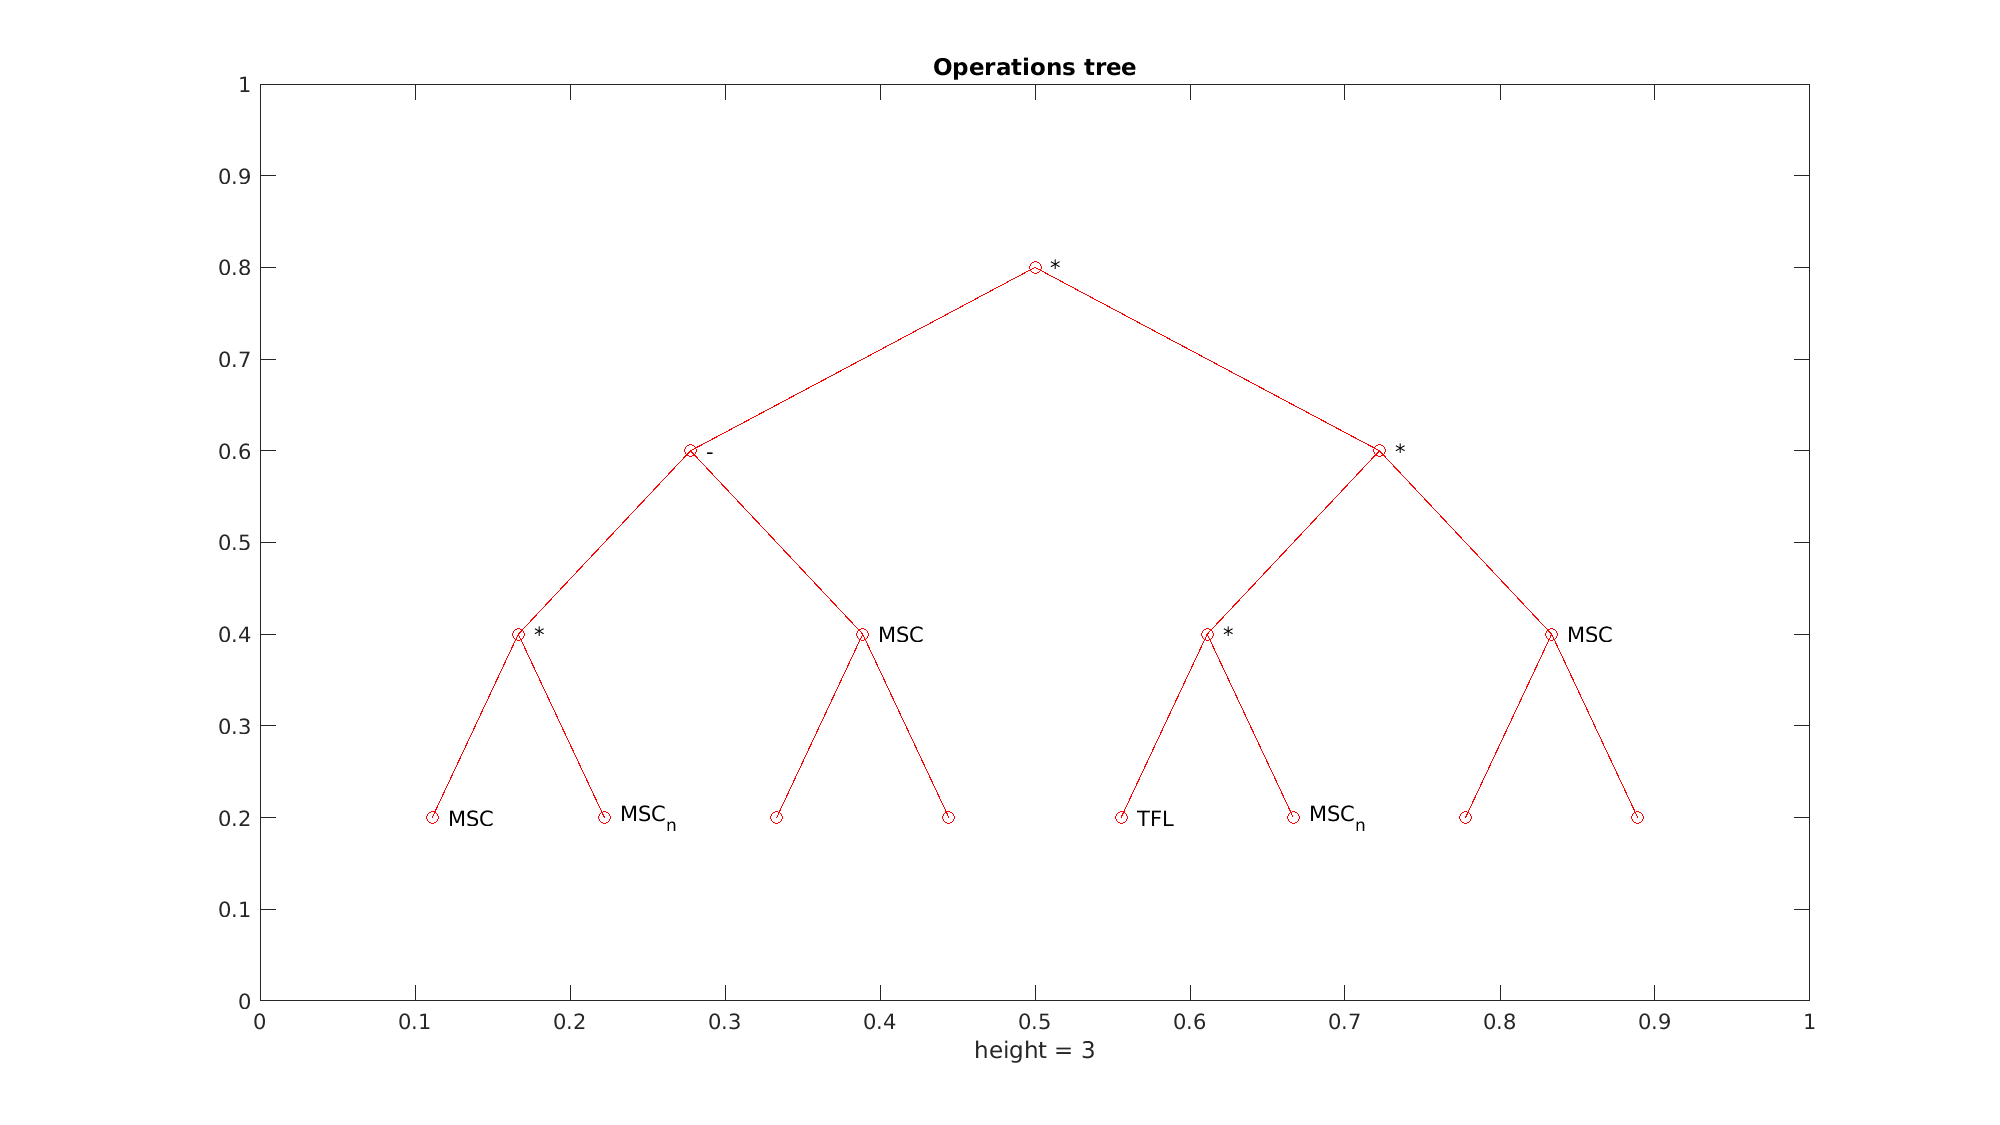 Operations tree
1
0.9
0.8 *
0.7
0.6 - *
0.5
0.4 * MSC * MSC
0.3
0.2 MSC MSC_n TFL MSC_n
0.1
0
0 0.1 0.2 0.3 0.4 0.5 0.6 0.7 0.8 0.9 1
height = 3